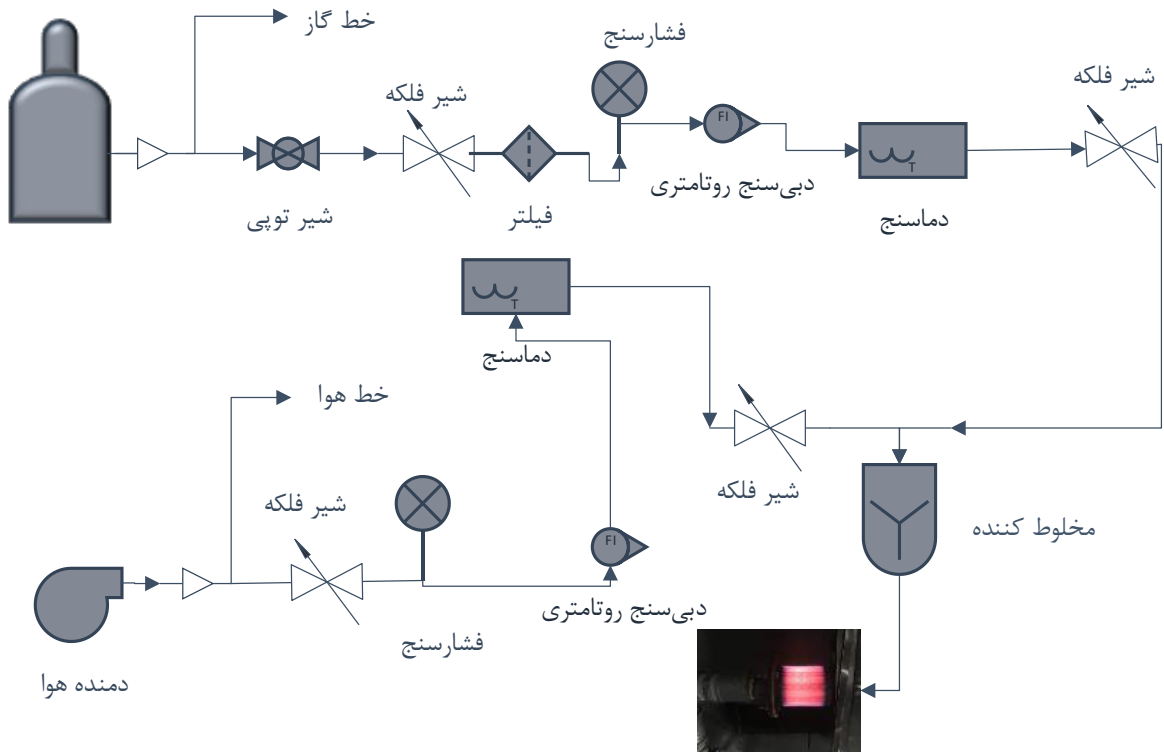 خط گاز
فشارسنج
شیر فلکه
شیر فلکه
FI
دبی‌سنج روتامتری
T
دماسنج
شیر توپی
فیلتر
T
دماسنج
خط هوا
شیر فلکه
شیر فلکه
مخلوط کننده
FI
دبی‌سنج روتامتری
فشارسنج
دمنده هوا